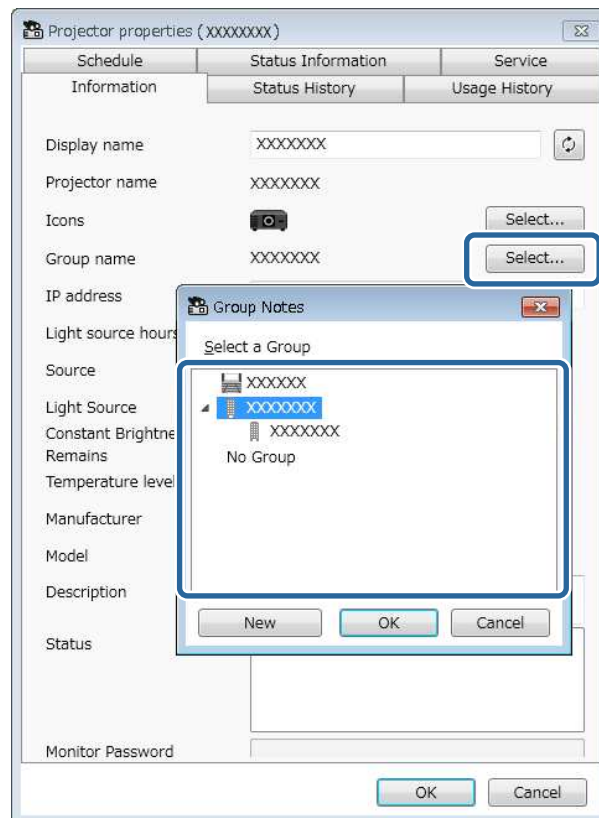 Projector properties (XXXXXXXX)
Schedule Status Information Service
Information Status History Usage History
Display name XXXXXXX
Projector name XXXXXXX
Icons Select...
Group name XXXXXXX Select...
IP address
Group Notes
Light source hours
Select a Group
Source
XXXXXX
Light Source
XXXXXXX
Constant Brightne
XXXXXXX
Remains
No Group
Temperature level
Manufacturer
Model
Description
New OK Cancel
Status
Monitor Password
OK Cancel